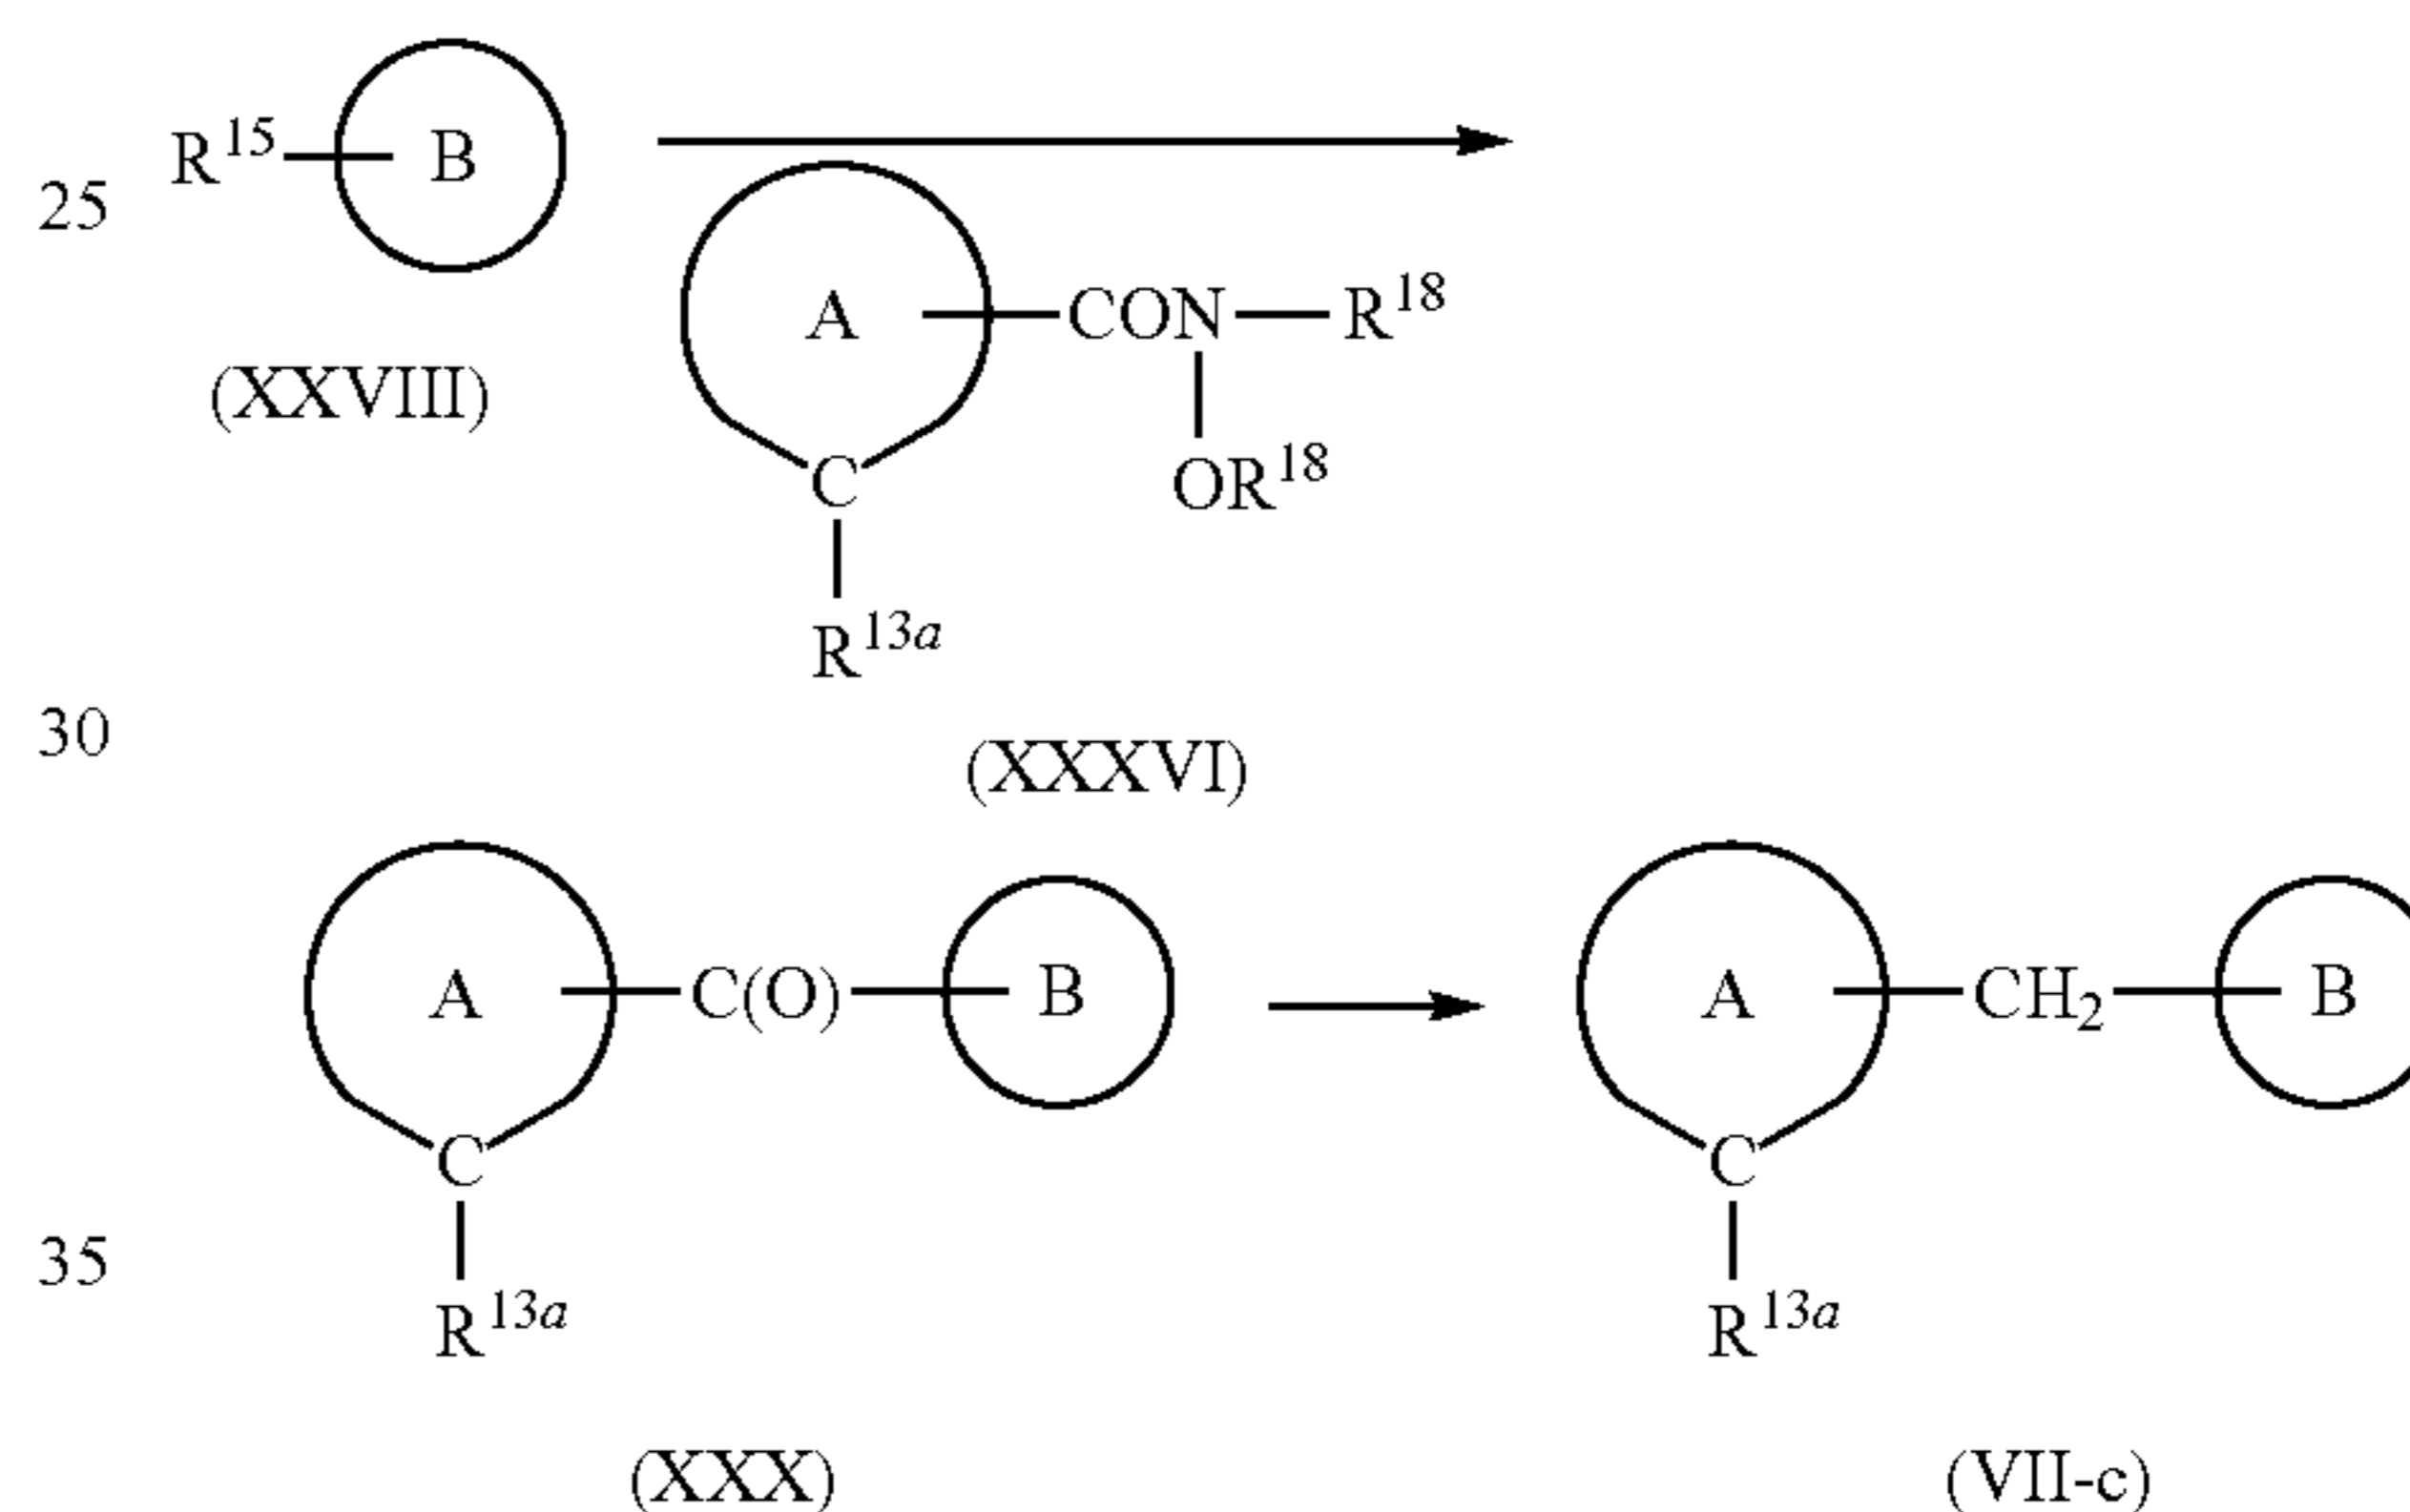 R15 B
25
A CON R18
(XXVIII)
C OR18
R13a
30
(XXXVI)
A C(O) B A CH2 B
C C
35
R13a R13a
(XXX) (VII-c)